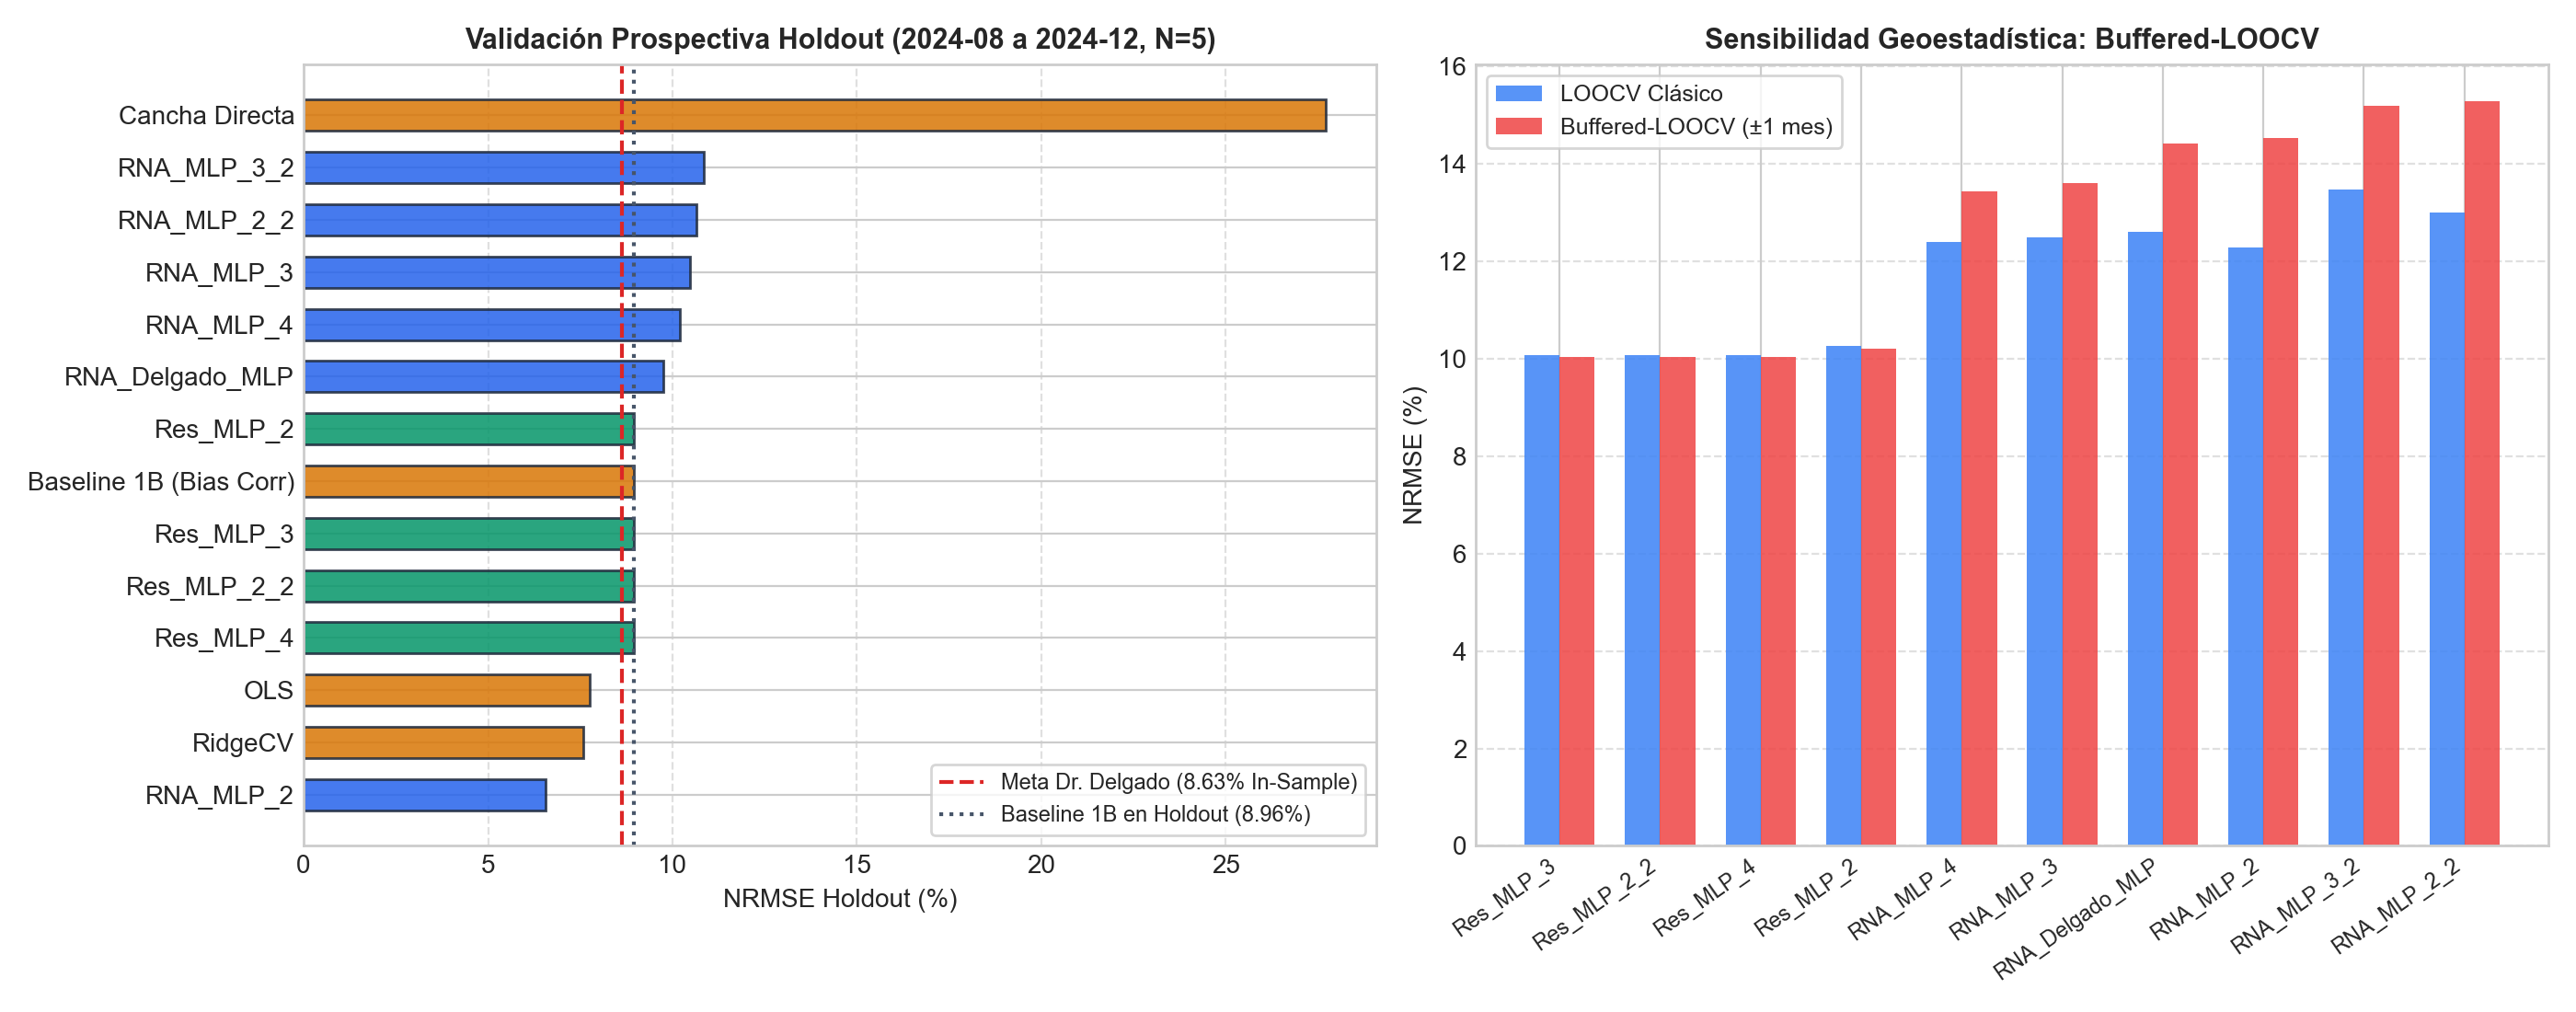 Validación Prospectiva Holdout (2024-08 a 2024-12, N=5)
Cancha Directa
RNA_MLP_3_2
RNA_MLP_2_2
RNA_MLP_3
RNA_MLP_4
RNA_Delgado_MLP
Res_MLP_2
Baseline 1B (Bias Corr)
Res_MLP_3
Res_MLP_2_2
Res_MLP_4
OLS
RidgeCV
RNA_MLP_2
Meta Dr. Delgado (8.63% In-Sample)
Baseline 1B en Holdout (8.96%)
0 5 10 15 20 25
NRMSE Holdout (%)
Sensibilidad Geoestadística: Buffered-LOOCV
LOOCV Clásico
Buffered-LOOCV (±1 mes)
NRMSE (%)
16
14
12
10
8
6
4
2
0
Res_MLP_3
Res_MLP_2_2
Res_MLP_4
Res_MLP_2
RNA_MLP_4
RNA_MLP_3
RNA_Delgado_MLP
RNA_MLP_2
RNA_MLP_3_2
RNA_MLP_2_2